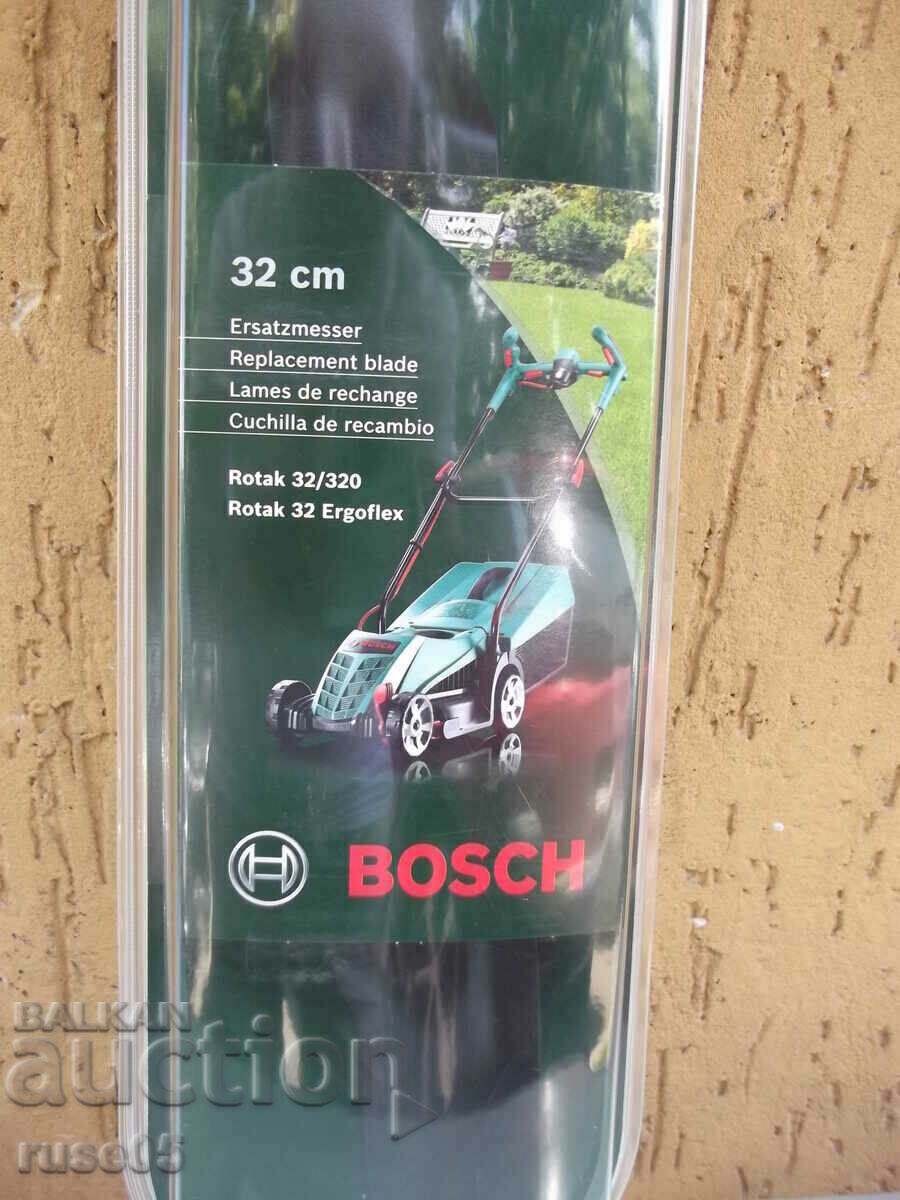 32 cm
Ersatzmesser
Replacement blade
Lames de rechange
Cuchilla de recambio
Rotak 32/320
Rotak 32 Ergoflex
BOSCH
BOSCH
BALKAN
auction
ruse05